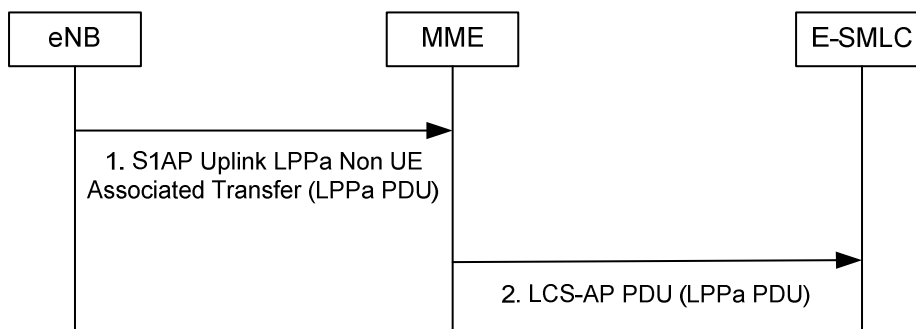 eNB
MME
E-SMLC
1. S1AP Uplink LPPa Non UE
Associated Transfer (LPPa PDU)
2. LCS-AP PDU (LPPa PDU)